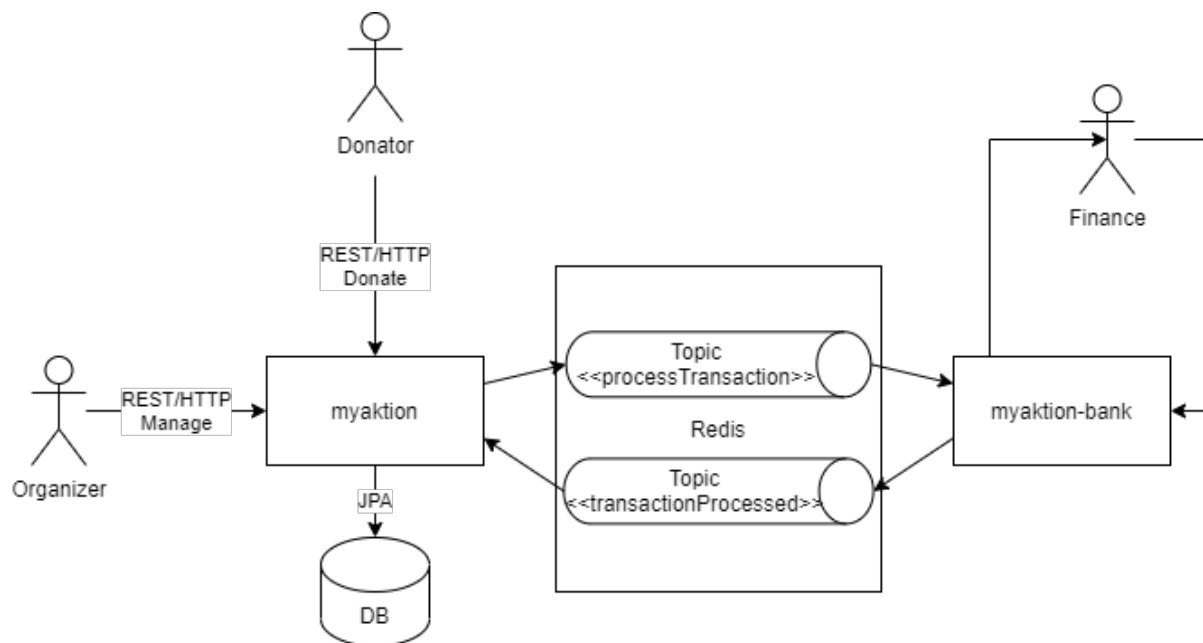 Donator
Finance
REST/HTTP
Donate
Topic
<<processTransaction>>
REST/HTTP
Manage
myaktion
Redis
myaktion-bank
Organizer
Topic
<<transactionProcessed>>
JPA
DB